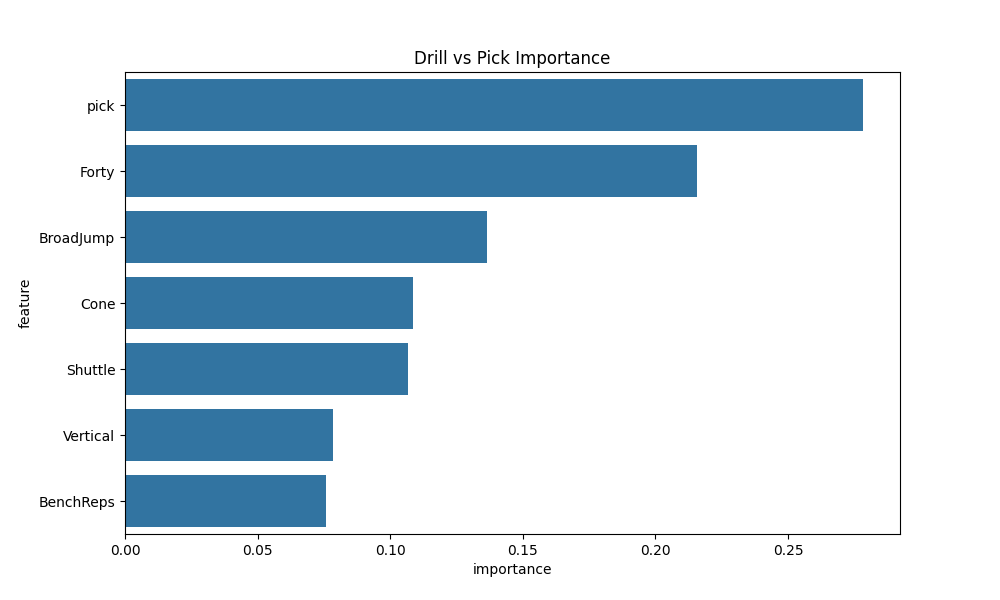 Drill vs Pick Importance
pick
Forty
BroadJump
Cone
Shuttle
Vertical
BenchReps
feature
0.00 0.05 0.10 0.15 0.20 0.25
importance